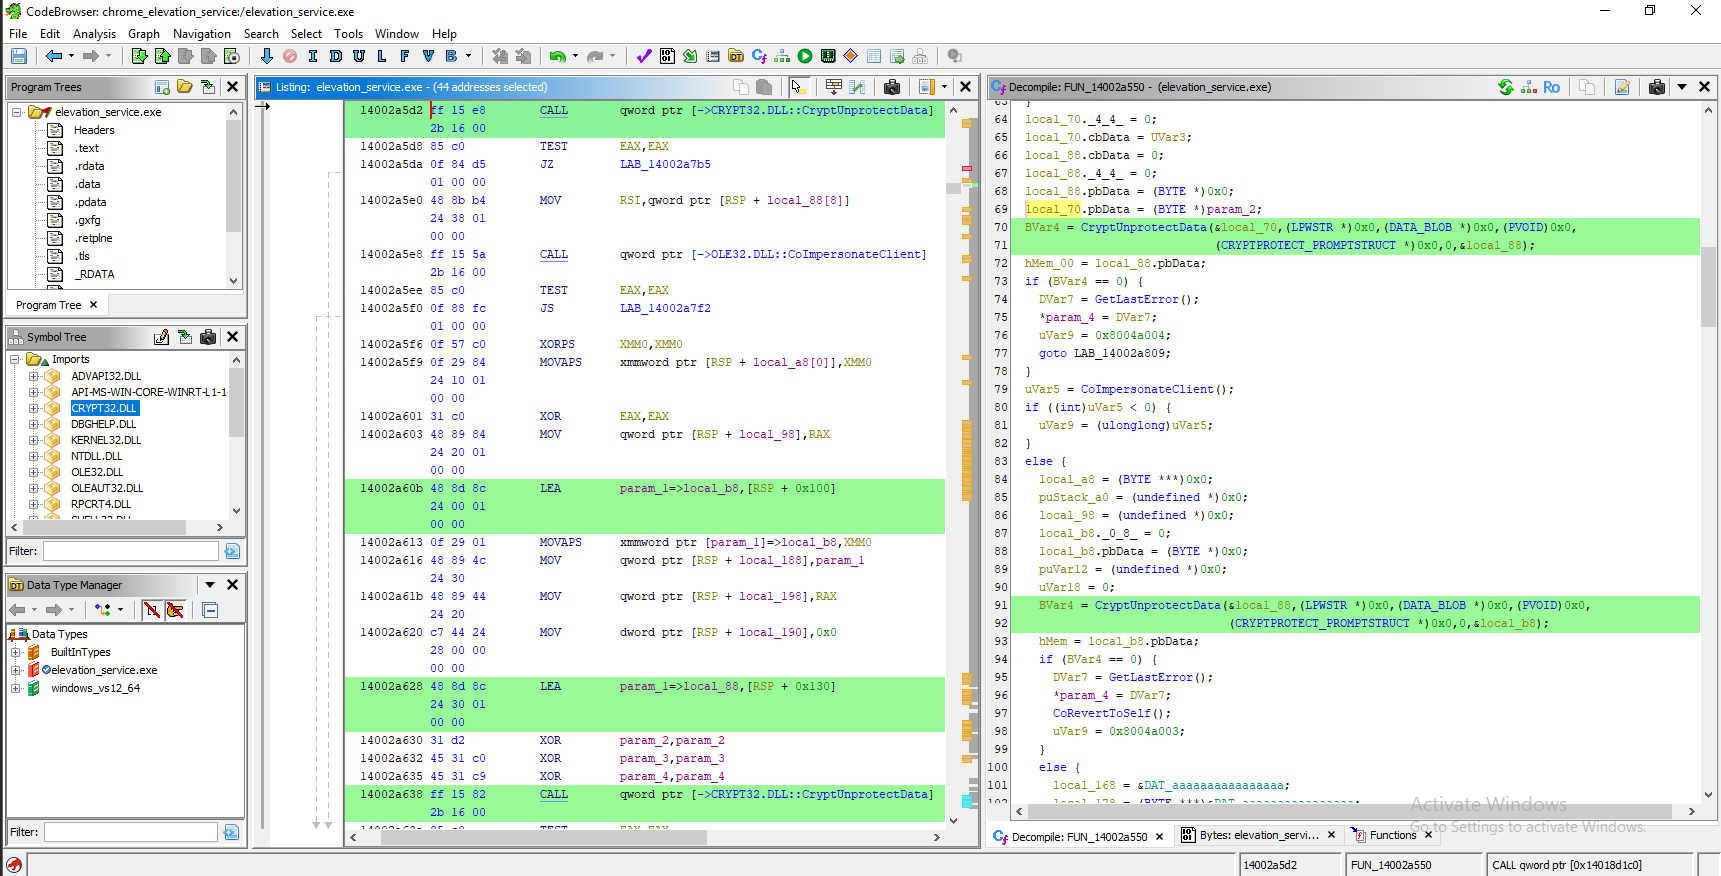 CodeBrowser: chrome_elevation_service:/elevation_service.exe
File Edit Analysis Graph Navigation Search Select Tools Window Help
I D U L F V B
Program Trees
elevation_service.exe
Headers
.text
.rdata
.data
.pdata
.gxfg
.retplne
.tls
_RDATA
Program Tree
Symbol Tree
Imports
ADVAPI32.DLL
API-MS-WIN-CORE-WINRT-L1-1
CRYPT32.DLL
DBGHELP.DLL
KERNEL32.DLL
NTDLL.DLL
OLE32.DLL
OLEAUT32.DLL
RPCRT4.DLL
SHELL32.DLL
Filter:
Data Type Manager
Data Types
BuiltInTypes
elevation_service.exe
windows_vs12_64
Filter:
Listing: elevation_service.exe - (44 addresses selected)
14002a5d2 ff 15 e8 CALL qword ptr [->CRYPT32.DLL::CryptUnprotectData]
2b 16 00
14002a5d8 85 c0 TEST EAX,EAX
14002a5da 0f 84 d5 JZ LAB_14002a7b5
01 00 00
14002a5e0 48 8b b4 MOV RSI,qword ptr [RSP + local_88[8]]
24 38 01
00 00
14002a5e8 ff 15 5a CALL qword ptr [->OLE32.DLL::CoImpersonateClient]
2b 16 00
14002a5ee 85 c0 TEST EAX,EAX
14002a5f0 0f 88 fc JS LAB_14002a7f2
01 00 00
14002a5f6 0f 57 c0 XORPS XMM0,XMM0
14002a5f9 0f 29 84 MOVAPS xmmword ptr [RSP + local_a8[0]],XMM0
24 10 01
00 00
14002a601 31 c0 XOR EAX,EAX
14002a603 48 89 84 MOV qword ptr [RSP + local_98],RAX
24 20 01
00 00
14002a60b 48 8d 8c LEA param_1=>local_b8,[RSP + 0x100]
24 00 01
00 00
14002a613 0f 29 01 MOVAPS xmmword ptr [param_1]=>local_b8,XMM0
14002a616 48 89 4c MOV qword ptr [RSP + local_188],param_1
24 30
14002a61b 48 89 44 MOV qword ptr [RSP + local_198],RAX
24 20
14002a620 c7 44 24 MOV dword ptr [RSP + local_190],0x0
28 00 00
00 00
14002a628 48 8d 8c LEA param_1=>local_88,[RSP + 0x130]
24 30 01
00 00
14002a630 31 d2 XOR param_2,param_2
14002a632 45 31 c0 XOR param_3,param_3
14002a635 45 31 c9 XOR param_4,param_4
14002a638 ff 15 82 CALL qword ptr [->CRYPT32.DLL::CryptUnprotectData]
2b 16 00
14002a63e 85 c0 TEST EAX,EAX
Decompile: FUN_14002a550 - (elevation_service.exe)
Ro
63 }
64 local_70._4_4_ = 0;
65 local_70.cbData = UVar3;
66 local_88.cbData = 0;
67 local_88._4_4_ = 0;
68 local_88.pbData = (BYTE *)0x0;
69 local_70.pbData = (BYTE *)param_2;
70 BVar4 = CryptUnprotectData(&local_70,(LPWSTR *)0x0,(DATA_BLOB *)0x0,(PVOID)0x0,
71 (CRYPTPROTECT_PROMPTSTRUCT *)0x0,0,&local_88);
72 hMem_00 = local_88.pbData;
73 if (BVar4 == 0) {
74 DVar7 = GetLastError();
75 *param_4 = DVar7;
76 uVar9 = 0x8004a004;
77 goto LAB_14002a809;
78 }
79 uVar5 = CoImpersonateClient();
80 if ((int)uVar5 < 0) {
81 uVar9 = (ulonglong)uVar5;
82 }
83 else {
84 local_a8 = (BYTE ***)0x0;
85 puStack_a0 = (undefined *)0x0;
86 local_98 = (undefined *)0x0;
87 local_b8._0_8_ = 0;
88 local_b8.pbData = (BYTE *)0x0;
89 puVar12 = (undefined *)0x0;
90 uVar18 = 0;
91 BVar4 = CryptUnprotectData(&local_88,(LPWSTR *)0x0,(DATA_BLOB *)0x0,(PVOID)0x0,
92 (CRYPTPROTECT_PROMPTSTRUCT *)0x0,0,&local_b8);
93 hMem = local_b8.pbData;
94 if (BVar4 == 0) {
95 DVar7 = GetLastError();
96 *param_4 = DVar7;
97 CoRevertToSelf();
98 uVar9 = 0x8004a003;
99 }
100 else {
101 local_168 = &DAT_aaaaaaaaaaaaaaaa;
102 local_178 = (BYTE ***)&DAT_aaaaaaaaaaaaaaaa;
Activate Windows
Go to Settings to activate Windows.
Decompile: FUN_14002a550 Bytes: elevation_servi... Functions
14002a5d2 FUN_14002a550 CALL qword ptr [0x14018d1c0]